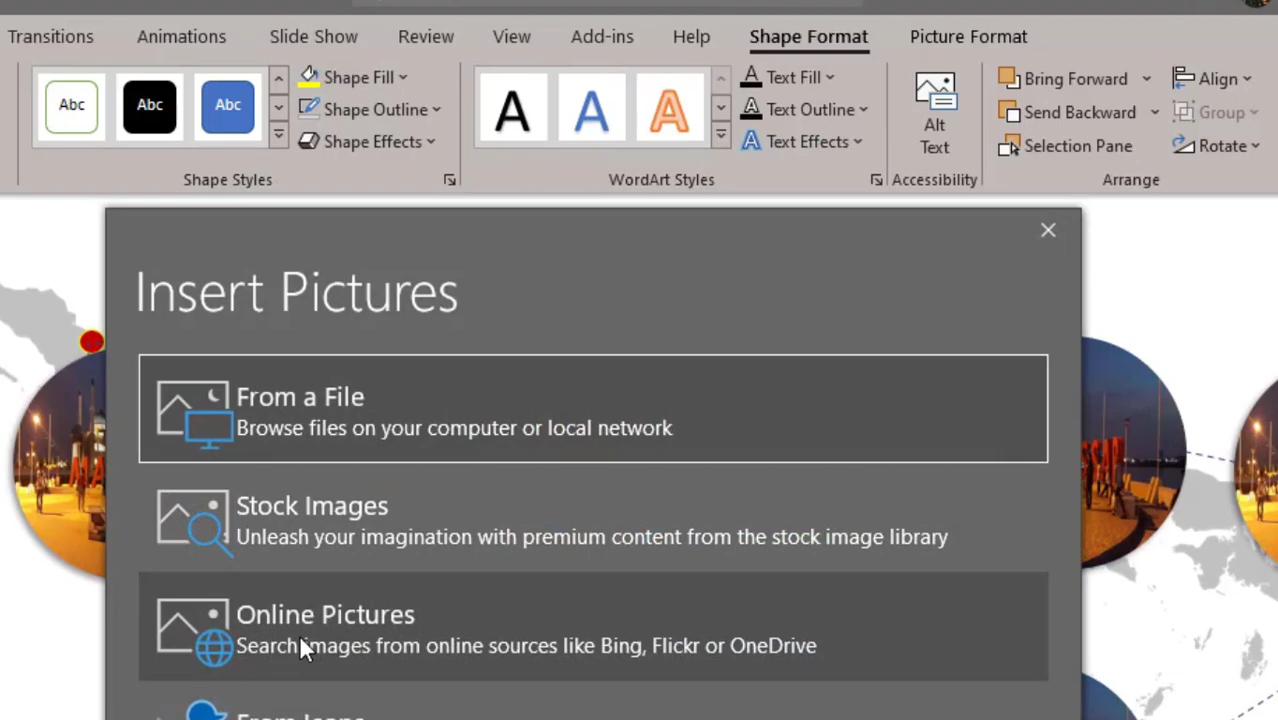 Transitions Animations Slide Show Review View Add-ins Help Shape Format Picture Format
Abc Abc Abc
Shape Fill
Shape Outline
Shape Effects
Shape Styles
A A A
Text Fill
Text Outline
Text Effects
WordArt Styles
Alt
Text
Accessibility
Bring Forward
Send Backward
Selection Pane
Align
Group
Rotate
Arrange
Insert Pictures
From a File
Browse files on your computer or local network
Stock Images
Unleash your imagination with premium content from the stock image library
Online Pictures
Search images from online sources like Bing, Flickr or OneDrive
From Icons